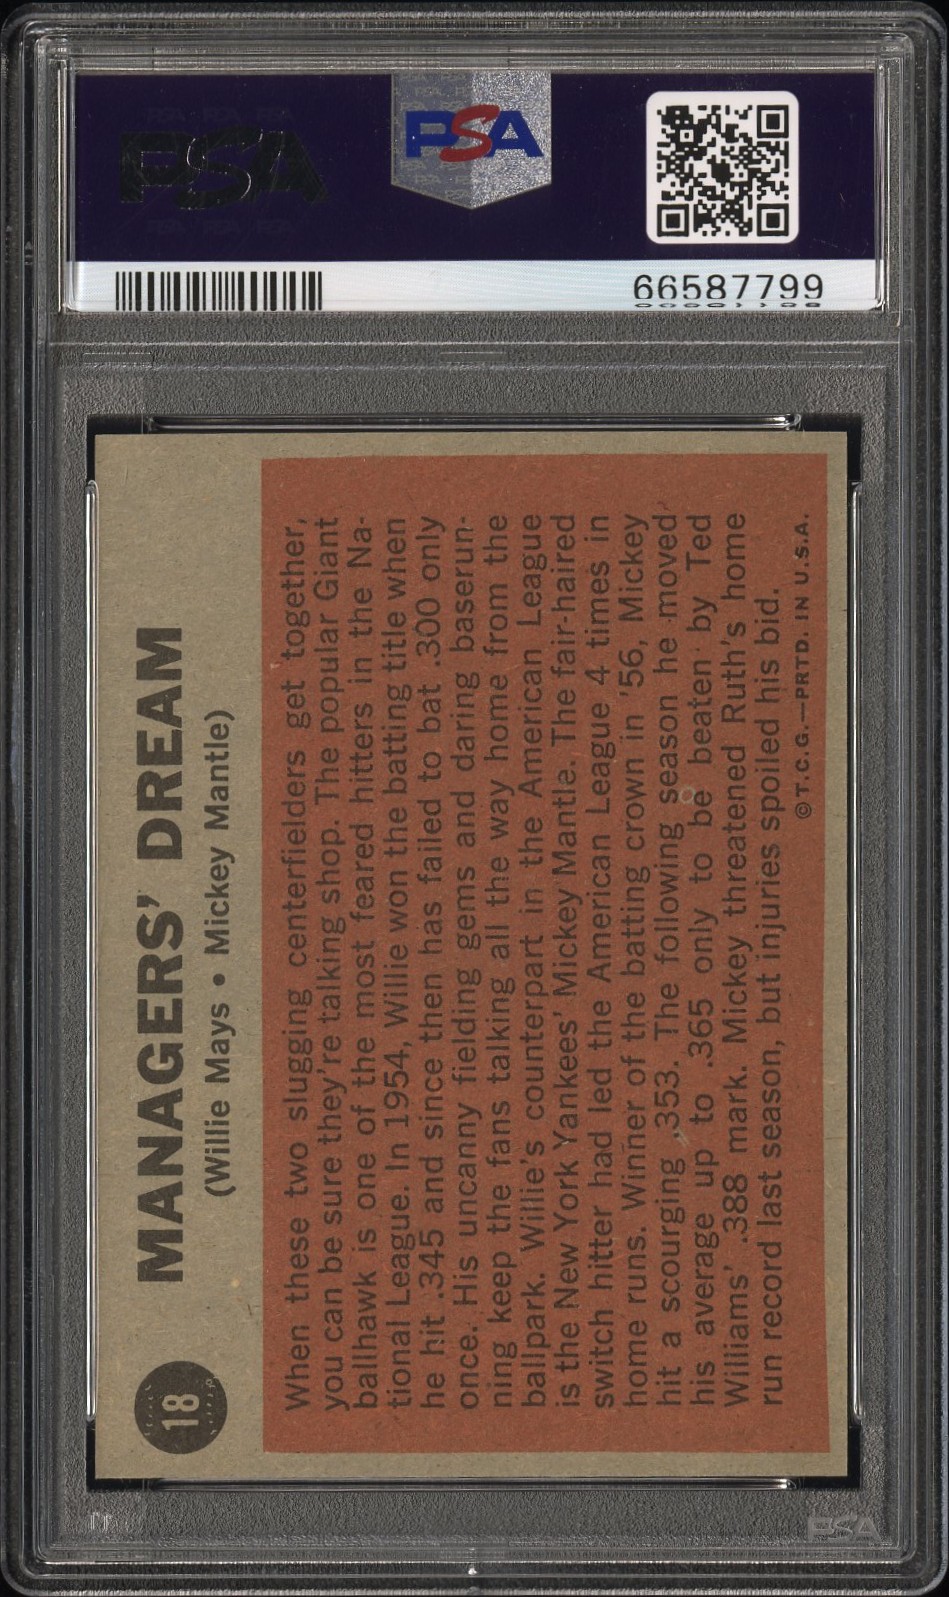 PSA
PSA
66587799
18
MANAGERS' DREAM
(Willie Mays • Mickey Mantle)
When these two slugging centerfielders get together,
you can be sure they're talking shop. The popular Giant
ballhawk is one of the most feared hitters in the Na-
tional League. In 1954, Willie won the batting title when
he hit .345 and since then has failed to bat .300 only
once. His uncanny fielding gems and daring baserun-
ning keep the fans talking all the way home from the
ballpark. Willie's counterpart in the American League
is the New York Yankees' Mickey Mantle. The fair-haired
switch hitter had led the American League 4 times in
home runs. Winner of the batting crown in '56, Mickey
hit a scourging .353. The following season he moved
his average up to .365 only to be beaten by Ted
Williams' .388 mark. Mickey threatened Ruth's home
run record last season, but injuries spoiled his bid.
© T.C.G.—PRTD. IN U.S.A.
PSA